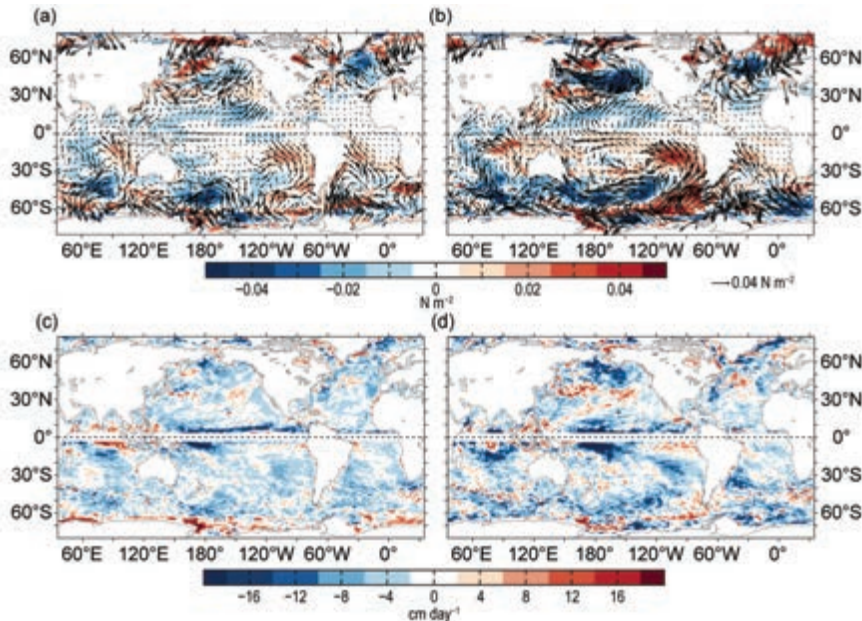 (a) (b)
60°N 60°N
30°N 30°N
0° 0°
30°S 30°S
60°S 60°S
60°E 120°E 180° 120°W 60°W 0° 60°E 120°E 180° 120°W 60°W 0°
−0.04 −0.02 0 0.02 0.04 0.04 N m⁻²
N m⁻²
(c) (d)
60°N 60°N
30°N 30°N
0° 0°
30°S 30°S
60°S 60°S
60°E 120°E 180° 120°W 60°W 0° 60°E 120°E 180° 120°W 60°W 0°
−16 −12 −8 −4 0 4 8 12 16
cm day⁻¹